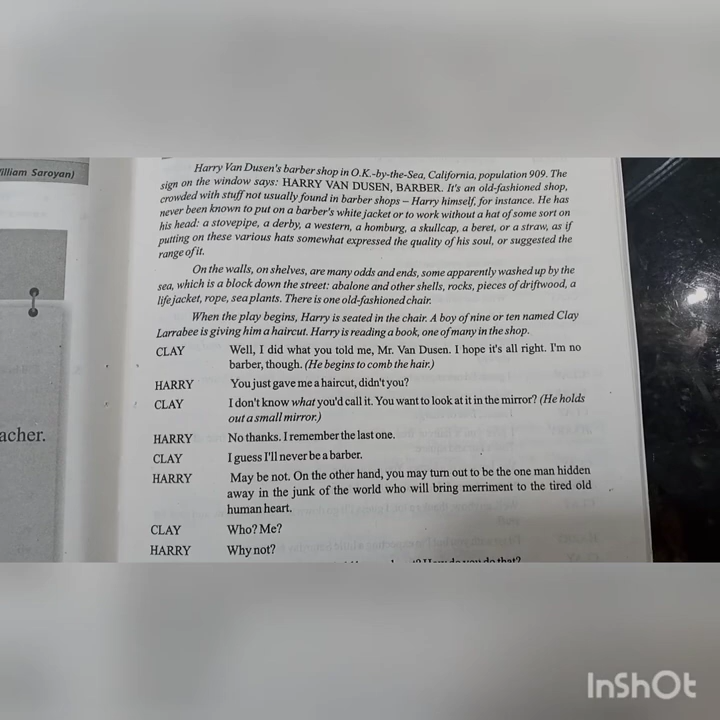 William Saroyan)
Harry Van Dusen's barber shop in O.K.-by-the-Sea, California, population 909. The
sign on the window says: HARRY VAN DUSEN, BARBER. It's an old-fashioned shop,
crowded with stuff not usually found in barber shops – Harry himself, for instance. He has
never been known to put on a barber's white jacket or to work without a hat of some sort on
his head: a stovepipe, a derby, a western, a homburg, a skullcap, a beret, or a straw, as if
putting on these various hats somewhat expressed the quality of his soul, or suggested the
range of it.
On the walls, on shelves, are many odds and ends, some apparently washed up by the
sea, which is a block down the street: abalone and other shells, rocks, pieces of driftwood, a
life jacket, rope, sea plants. There is one old-fashioned chair.
When the play begins, Harry is seated in the chair. A boy of nine or ten named Clay
Larrabee is giving him a haircut. Harry is reading a book, one of many in the shop.
CLAY Well, I did what you told me, Mr. Van Dusen. I hope it's all right. I'm no
barber, though. (He begins to comb the hair.)
HARRY You just gave me a haircut, didn't you?
CLAY I don't know what you'd call it. You want to look at it in the mirror? (He holds
out a small mirror.)
HARRY No thanks. I remember the last one.
CLAY I guess I'll never be a barber.
acher.
HARRY May be not. On the other hand, you may turn out to be the one man hidden
away in the junk of the world who will bring merriment to the tired old
human heart.
CLAY Who? Me?
HARRY Why not?
do you do that?
InShOt